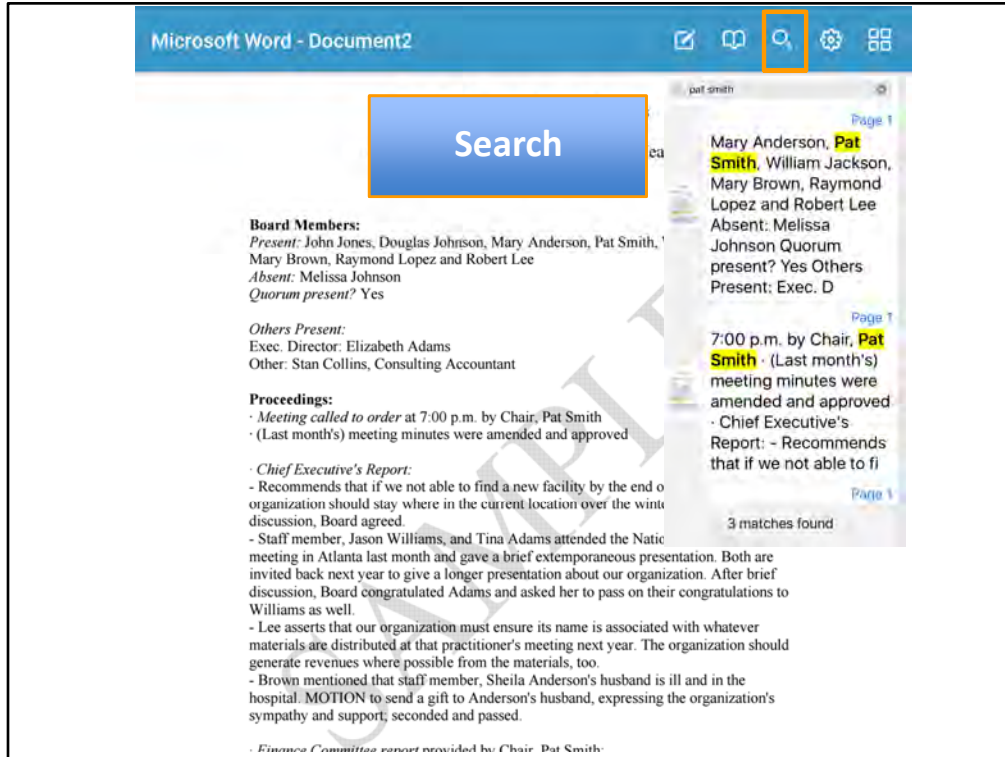 Microsoft Word - Document2
pat smith
Search
Page 1
Mary Anderson, Pat
Smith, William Jackson,
Mary Brown, Raymond
Lopez and Robert Lee
Absent: Melissa
Johnson Quorum
present? Yes Others
Present: Exec. D
Page 1
7:00 p.m. by Chair, Pat
Smith · (Last month's)
meeting minutes were
amended and approved
· Chief Executive's
Report: - Recommends
that if we not able to fi
Page 1
3 matches found
Board Members:
Present: John Jones, Douglas Johnson, Mary Anderson, Pat Smith,
Mary Brown, Raymond Lopez and Robert Lee
Absent: Melissa Johnson
Quorum present? Yes
Others Present:
Exec. Director: Elizabeth Adams
Other: Stan Collins, Consulting Accountant
Proceedings:
· Meeting called to order at 7:00 p.m. by Chair, Pat Smith
· (Last month's) meeting minutes were amended and approved
· Chief Executive's Report:
- Recommends that if we not able to find a new facility by the end o
organization should stay where in the current location over the wint
discussion, Board agreed.
- Staff member, Jason Williams, and Tina Adams attended the Natio
meeting in Atlanta last month and gave a brief extemporaneous presentation. Both are
invited back next year to give a longer presentation about our organization. After brief
discussion, Board congratulated Adams and asked her to pass on their congratulations to
Williams as well.
- Lee asserts that our organization must ensure its name is associated with whatever
materials are distributed at that practitioner's meeting next year. The organization should
generate revenues where possible from the materials, too.
- Brown mentioned that staff member, Sheila Anderson's husband is ill and in the
hospital. MOTION to send a gift to Anderson's husband, expressing the organization's
sympathy and support; seconded and passed.
· Finance Committee report provided by Chair, Pat Smith:
SAMPL